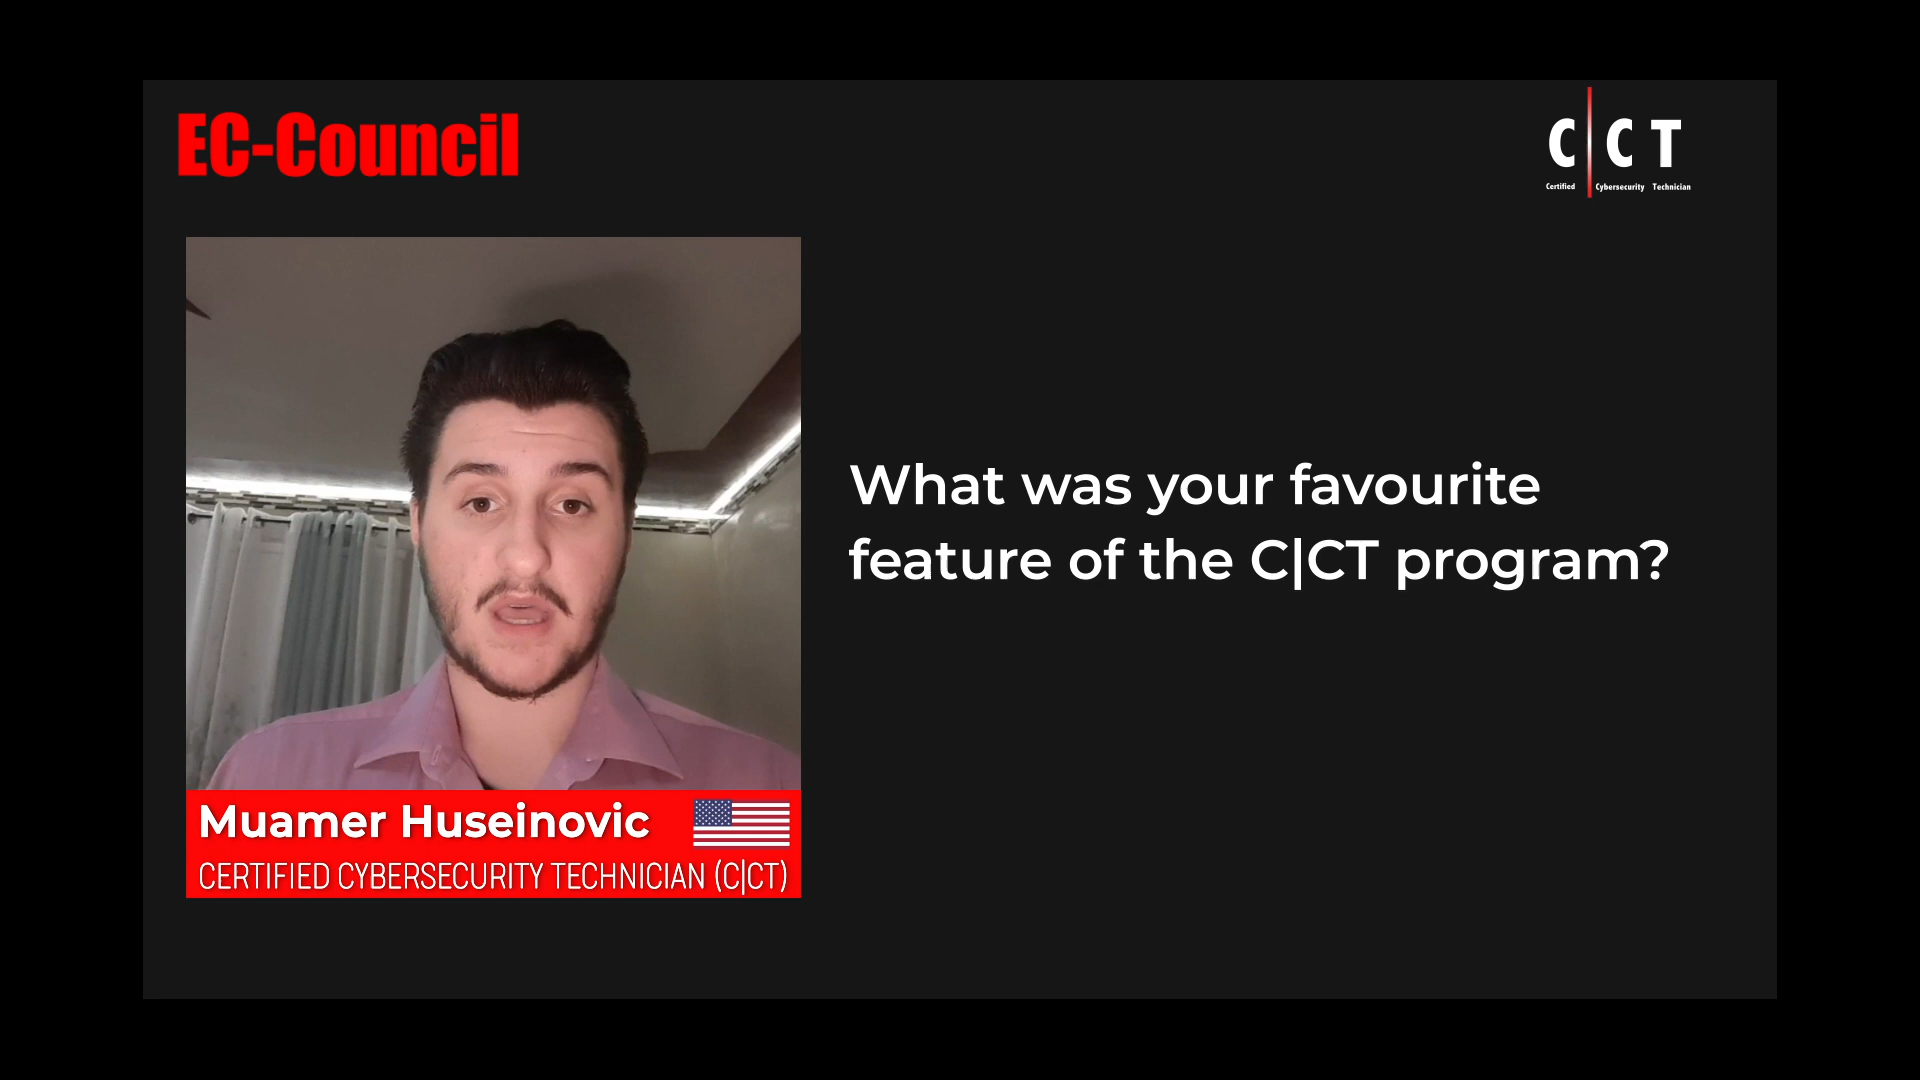 EC-Council
C|CT
Certified Cybersecurity Technician
What was your favourite
feature of the C|CT program?
Muamer Huseinovic
CERTIFIED CYBERSECURITY TECHNICIAN (C|CT)